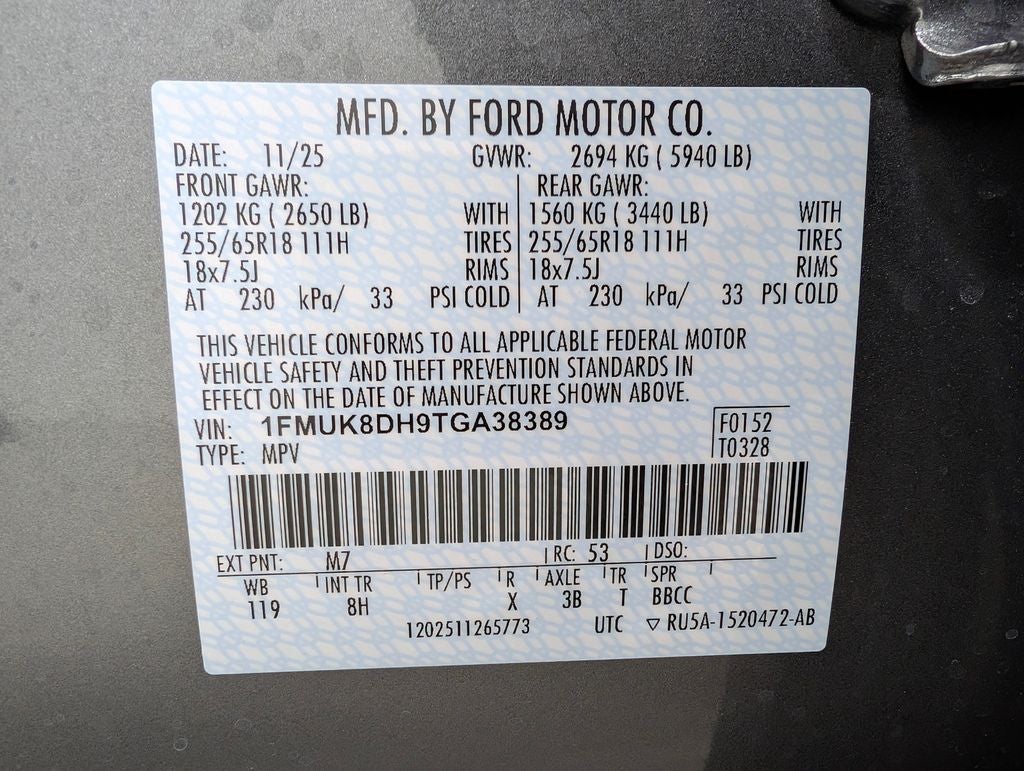 MFD. BY FORD MOTOR CO.
DATE: 11/25 GVWR: 2694 KG ( 5940 LB)
FRONT GAWR: REAR GAWR:
1202 KG ( 2650 LB) WITH 1560 KG ( 3440 LB) WITH
255/65R18 111H TIRES 255/65R18 111H TIRES
18x7.5J RIMS 18x7.5J RIMS
AT 230 kPa/ 33 PSI COLD AT 230 kPa/ 33 PSI COLD
THIS VEHICLE CONFORMS TO ALL APPLICABLE FEDERAL MOTOR
VEHICLE SAFETY AND THEFT PREVENTION STANDARDS IN
EFFECT ON THE DATE OF MANUFACTURE SHOWN ABOVE.
VIN: 1FMUK8DH9TGA38389 F0152
TYPE: MPV T0328
EXT PNT: M7 RC: 53 DSO:
WB INT TR TP/PS R AXLE TR SPR
119 8H X 3B T BBCC
1202511265773 UTC ▽ RU5A-1520472-AB